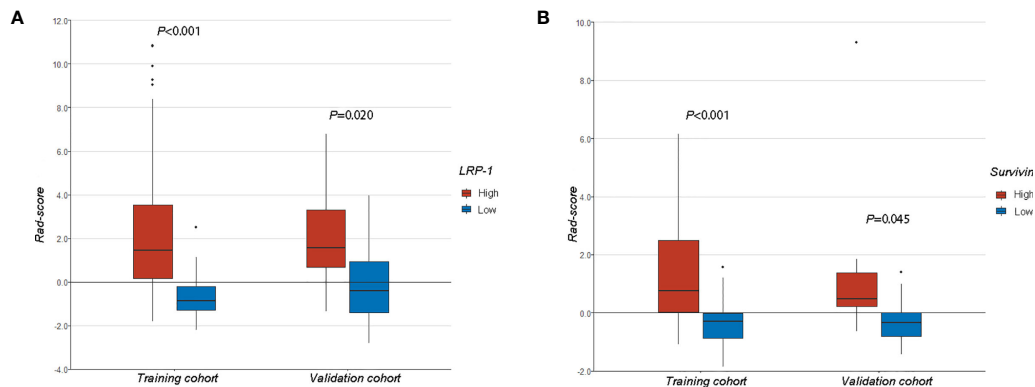 A
12.0
10.0
8.0
6.0
4.0
2.0
0.0
-2.0
-4.0
Rad-score
P<0.001
P=0.020
LRP-1
High
Low
Training cohort
Validation cohort
B
10.0
8.0
6.0
4.0
2.0
0.0
-2.0
Rad-score
P<0.001
P=0.045
Survivin
High
Low
Training cohort
Validation cohort